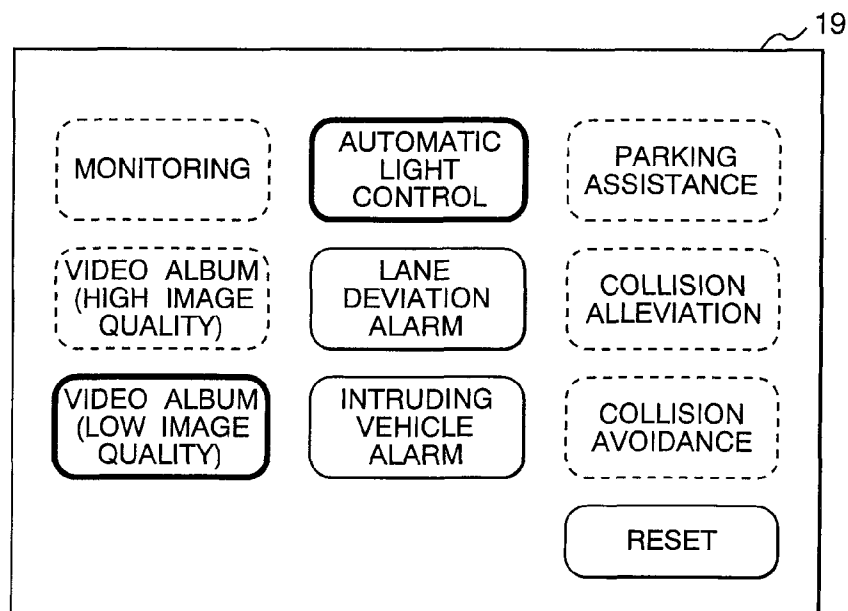 19
MONITORING
AUTOMATIC
LIGHT
CONTROL
PARKING
ASSISTANCE
VIDEO ALBUM
(HIGH IMAGE
QUALITY)
LANE
DEVIATION
ALARM
COLLISION
ALLEVIATION
VIDEO ALBUM
(LOW IMAGE
QUALITY)
INTRUDING
VEHICLE
ALARM
COLLISION
AVOIDANCE
RESET